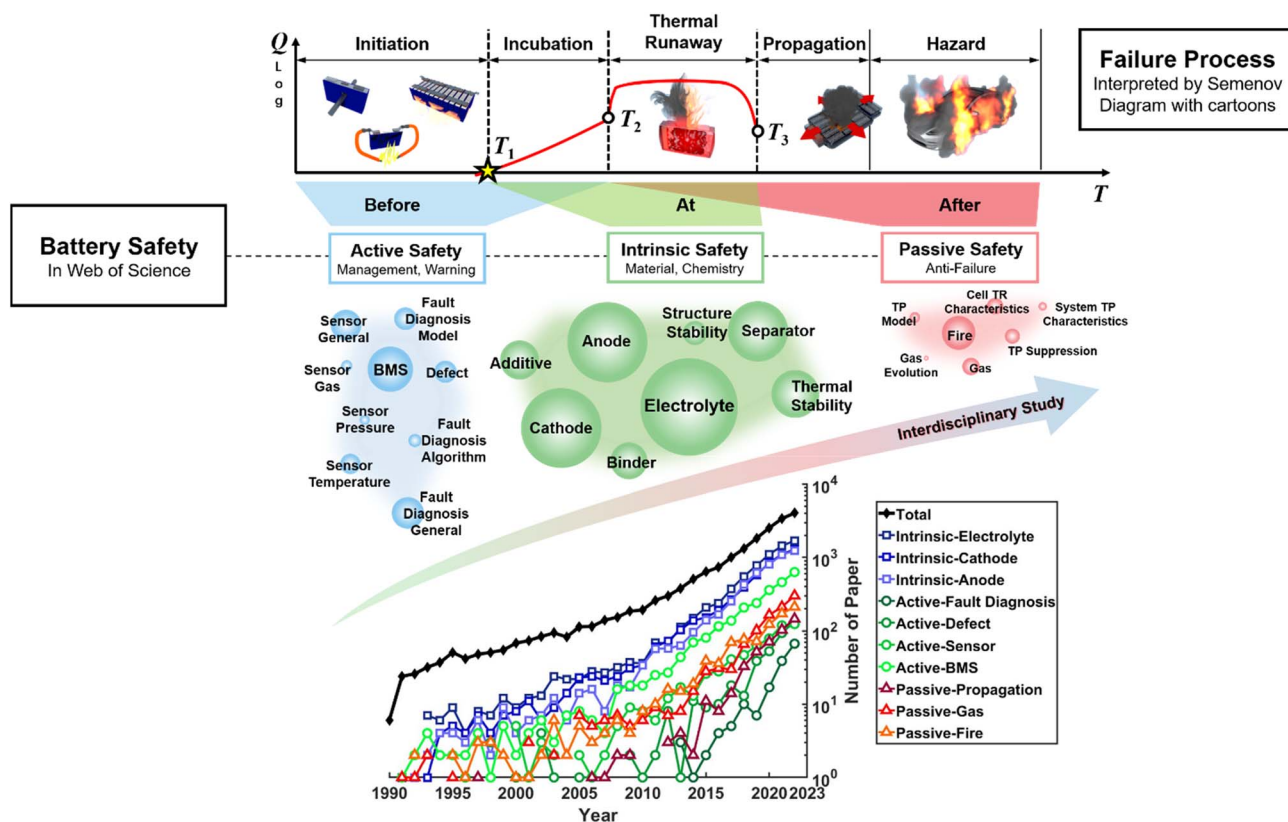 Q
Log
Initiation
Incubation
Thermal
Runaway
Propagation
Hazard
T1
T2
T3
T
Failure Process
Interpreted by Semenov
Diagram with cartoons
Before
At
After
Battery Safety
In Web of Science
Active Safety
Management, Warning
Intrinsic Safety
Material, Chemistry
Passive Safety
Anti-Failure
Sensor
General
Fault
Diagnosis
Model
Sensor
Gas
BMS
Defect
Sensor
Pressure
Fault
Diagnosis
Algorithm
Sensor
Temperature
Fault
Diagnosis
General
Additive
Anode
Structure
Stability
Separator
Cathode
Electrolyte
Thermal
Stability
Binder
TP
Model
Cell TR
Characteristics
System TP
Characteristics
Fire
TP Suppression
Gas
Evolution
Gas
Interdisciplinary Study
10^4
10^3
10^2
10^1
10^0
Number of Paper
1990
1995
2000
2005
2010
2015
2020
2023
Year
Total
Intrinsic-Electrolyte
Intrinsic-Cathode
Intrinsic-Anode
Active-Fault Diagnosis
Active-Defect
Active-Sensor
Active-BMS
Passive-Propagation
Passive-Gas
Passive-Fire